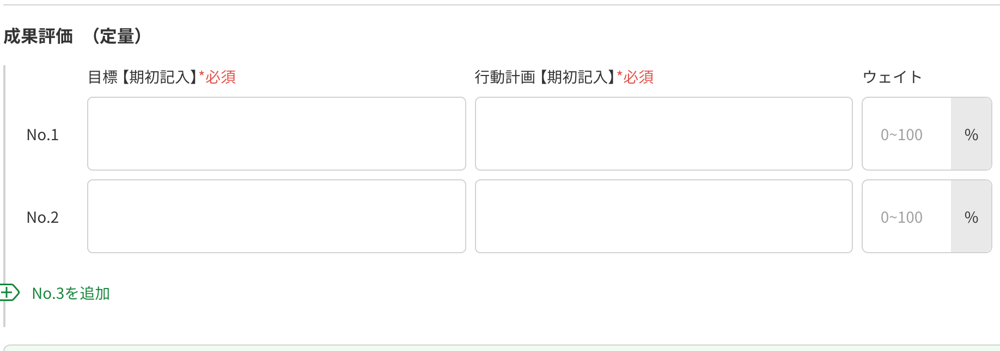 成果評価　（定量）
目標【期初記入】*必須 行動計画【期初記入】*必須 ウェイト
No.1 0~100 %
No.2 0~100 %
No.3を追加